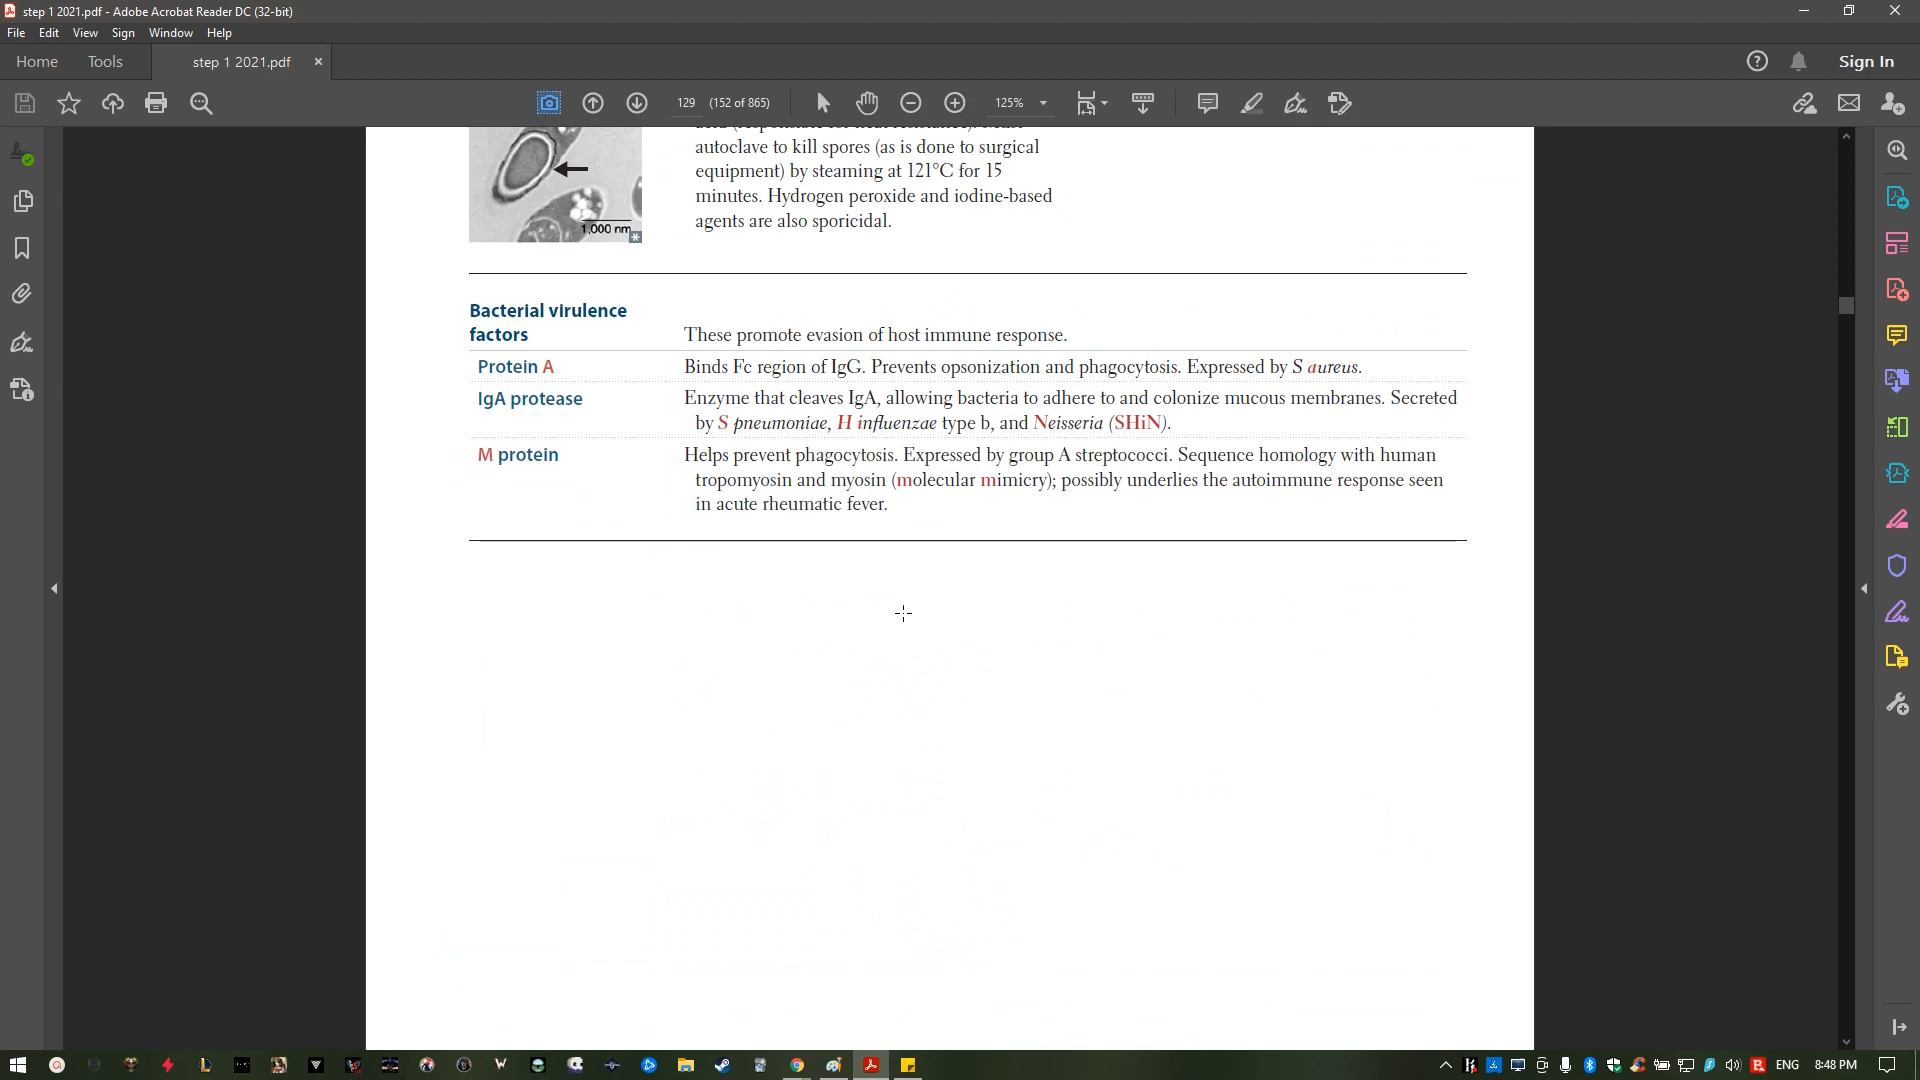 step 1 2021.pdf - Adobe Acrobat Reader DC (32-bit)
File Edit View Sign Window Help
Home Tools step 1 2021.pdf × Sign In
129 (152 of 865) 125%
autoclave to kill spores (as is done to surgical
equipment) by steaming at 121°C for 15
minutes. Hydrogen peroxide and iodine-based
agents are also sporicidal.
1,000 nm
Bacterial virulence
factors
These promote evasion of host immune response.
Protein A
Binds Fc region of IgG. Prevents opsonization and phagocytosis. Expressed by S aureus.
IgA protease
Enzyme that cleaves IgA, allowing bacteria to adhere to and colonize mucous membranes. Secreted
by S pneumoniae, H influenzae type b, and Neisseria (SHiN).
M protein
Helps prevent phagocytosis. Expressed by group A streptococci. Sequence homology with human
tropomyosin and myosin (molecular mimicry); possibly underlies the autoimmune response seen
in acute rheumatic fever.
ENG 8:48 PM